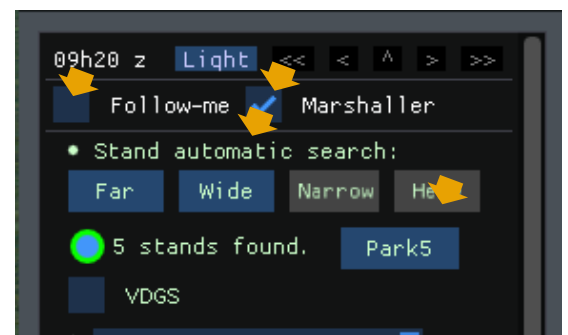 09h20 z Light << < ^ > >>
Follow-me Marshaller
• Stand automatic search:
Far Wide Narrow
5 stands found. Park5
VDGS